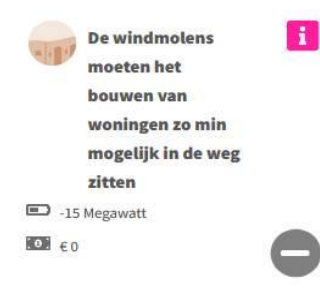 De windmolens
moeten het
bouwen van
woningen zo min
mogelijk in de weg
zitten
-15 Megawatt
€ 0